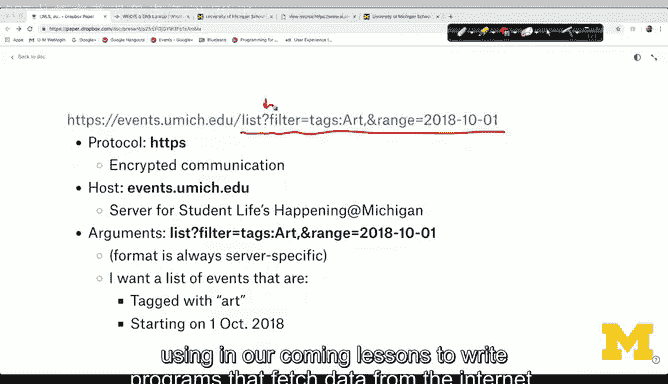 Back to doc
https://events.umich.edu/list?filter=tags:Art,&range=2018-10-01
Protocol: https
Encrypted communication
Host: events.umich.edu
Server for Student Life's Happening@Michigan
Arguments: list?filter=tags:Art,&range=2018-10-01
(format is always server-specific)
I want a list of events that are:
Tagged with "art"
Starting on 1 Oct. 2018
M
using in our coming lessons to write
programs that fetch data from the internet